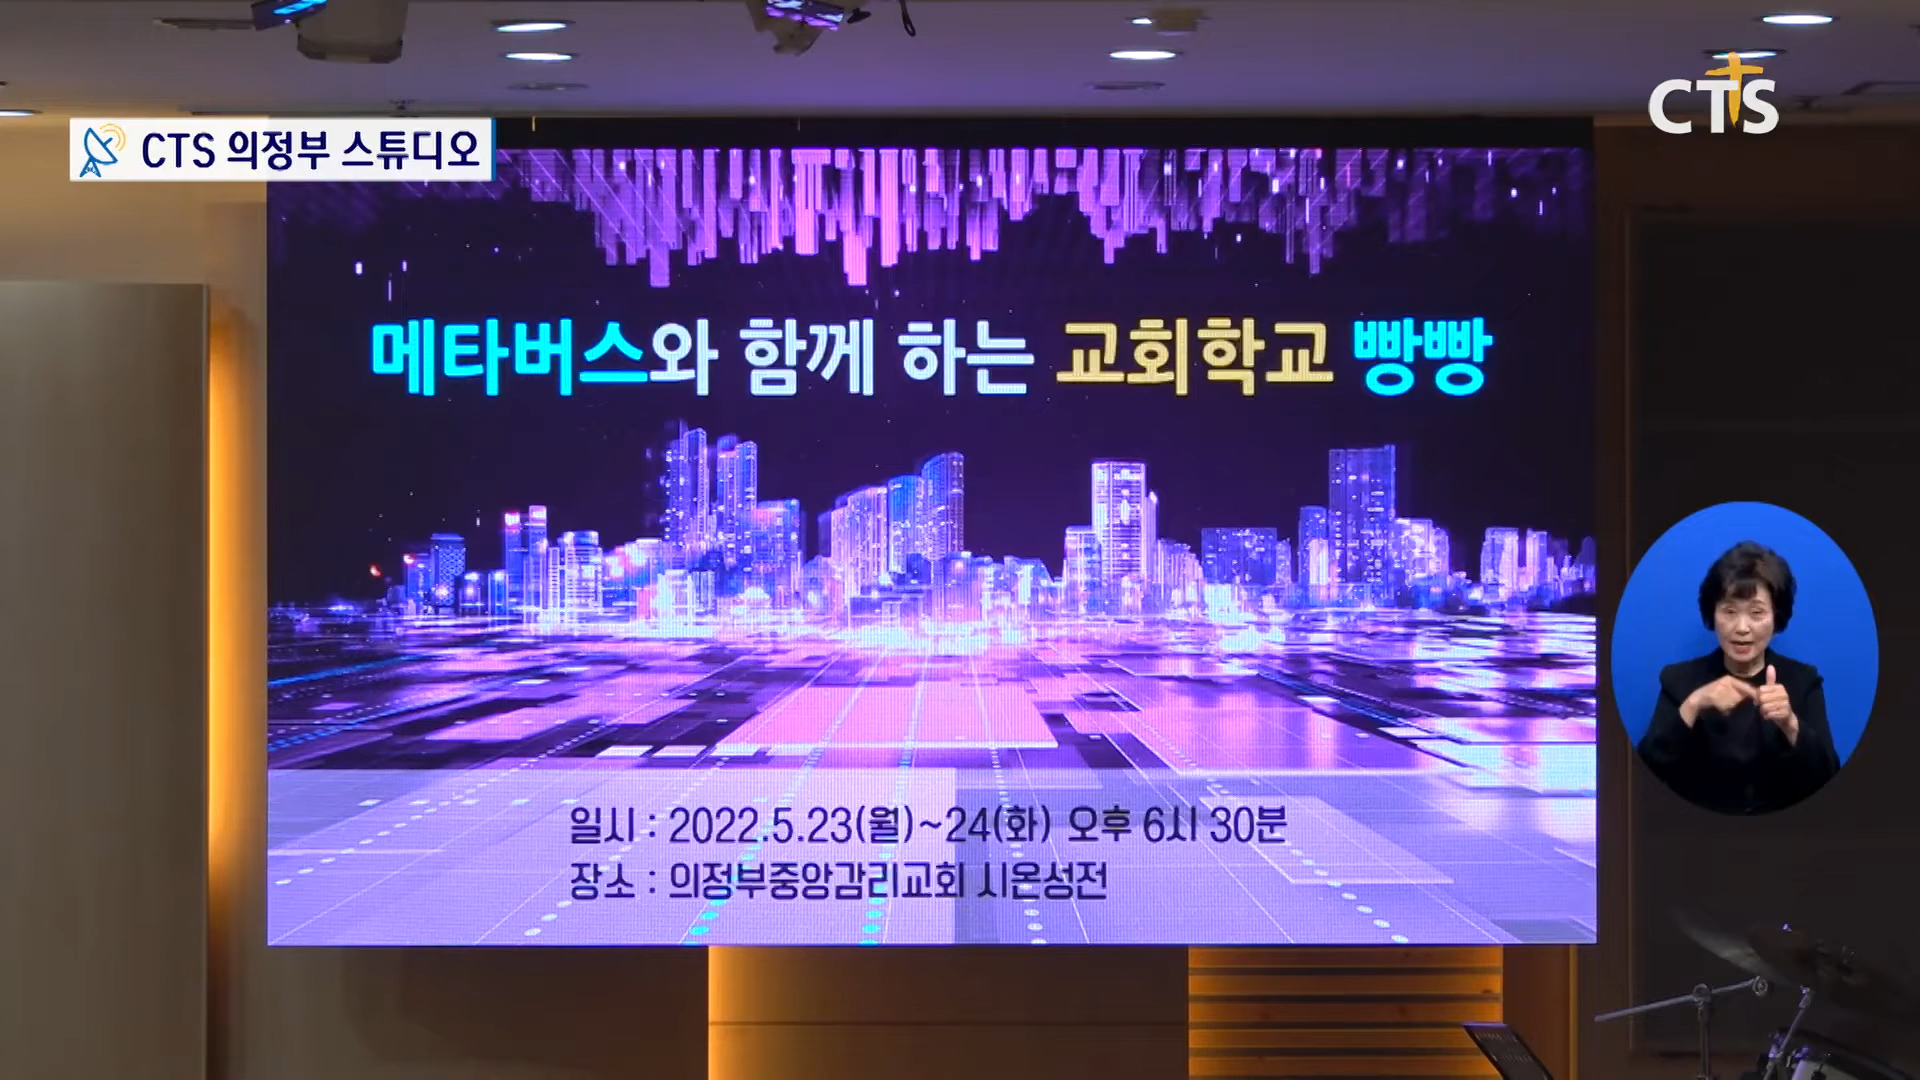 CTS
CTS 의정부 스튜디오
메타버스와 함께 하는 교회학교 빵빵
일시 : 2022.5.23(월)~24(화) 오후 6시 30분
장소 : 의정부중앙감리교회 시온성전